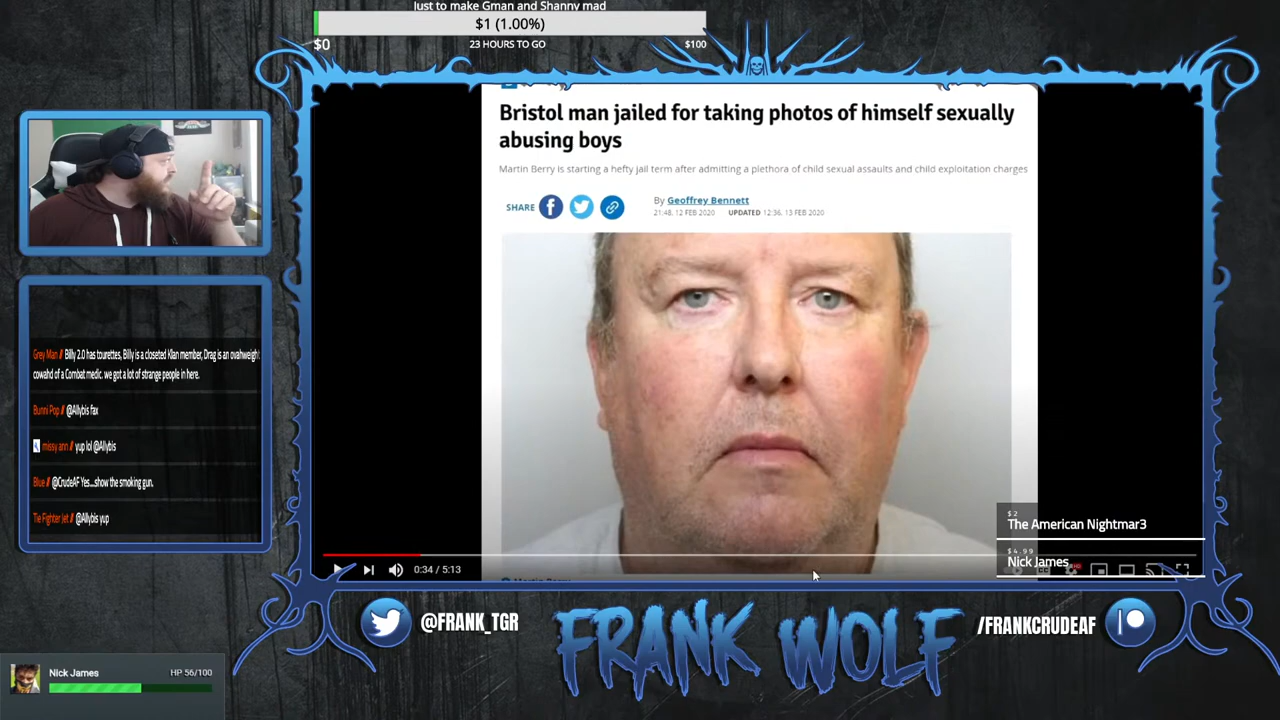 Just to make Gman and Shanny mad
$1 (1.00%)
$0
23 HOURS TO GO
$100
Bristol man jailed for taking photos of himself sexually
abusing boys
Martin Berry is starting a hefty jail term after admitting a plethora of child sexual assaults and child exploitation charges
SHARE
By Geoffrey Bennett
21:48, 12 FEB 2020 UPDATED 12:36, 13 FEB 2020
Grey Man // Billy 2.0 has tourettes, Billy is a closeted Klan member, Drag is an ovahweight
cowahd of a Combat medic. we got a lot of strange people in here.
Bunni Pop // @Allybis fax
missy ann // yup lol @Allybis
Blue // @CrudeAF Yes...show the smoking gun.
Tie Fighter Jet // @Allybis yup
$2
The American Nightmar3
$4.99
Nick James
0:34 / 5:13
@FRANK_TGR
FRANK WOLF
/FRANKCRUDEAF
Nick James
HP 56/100